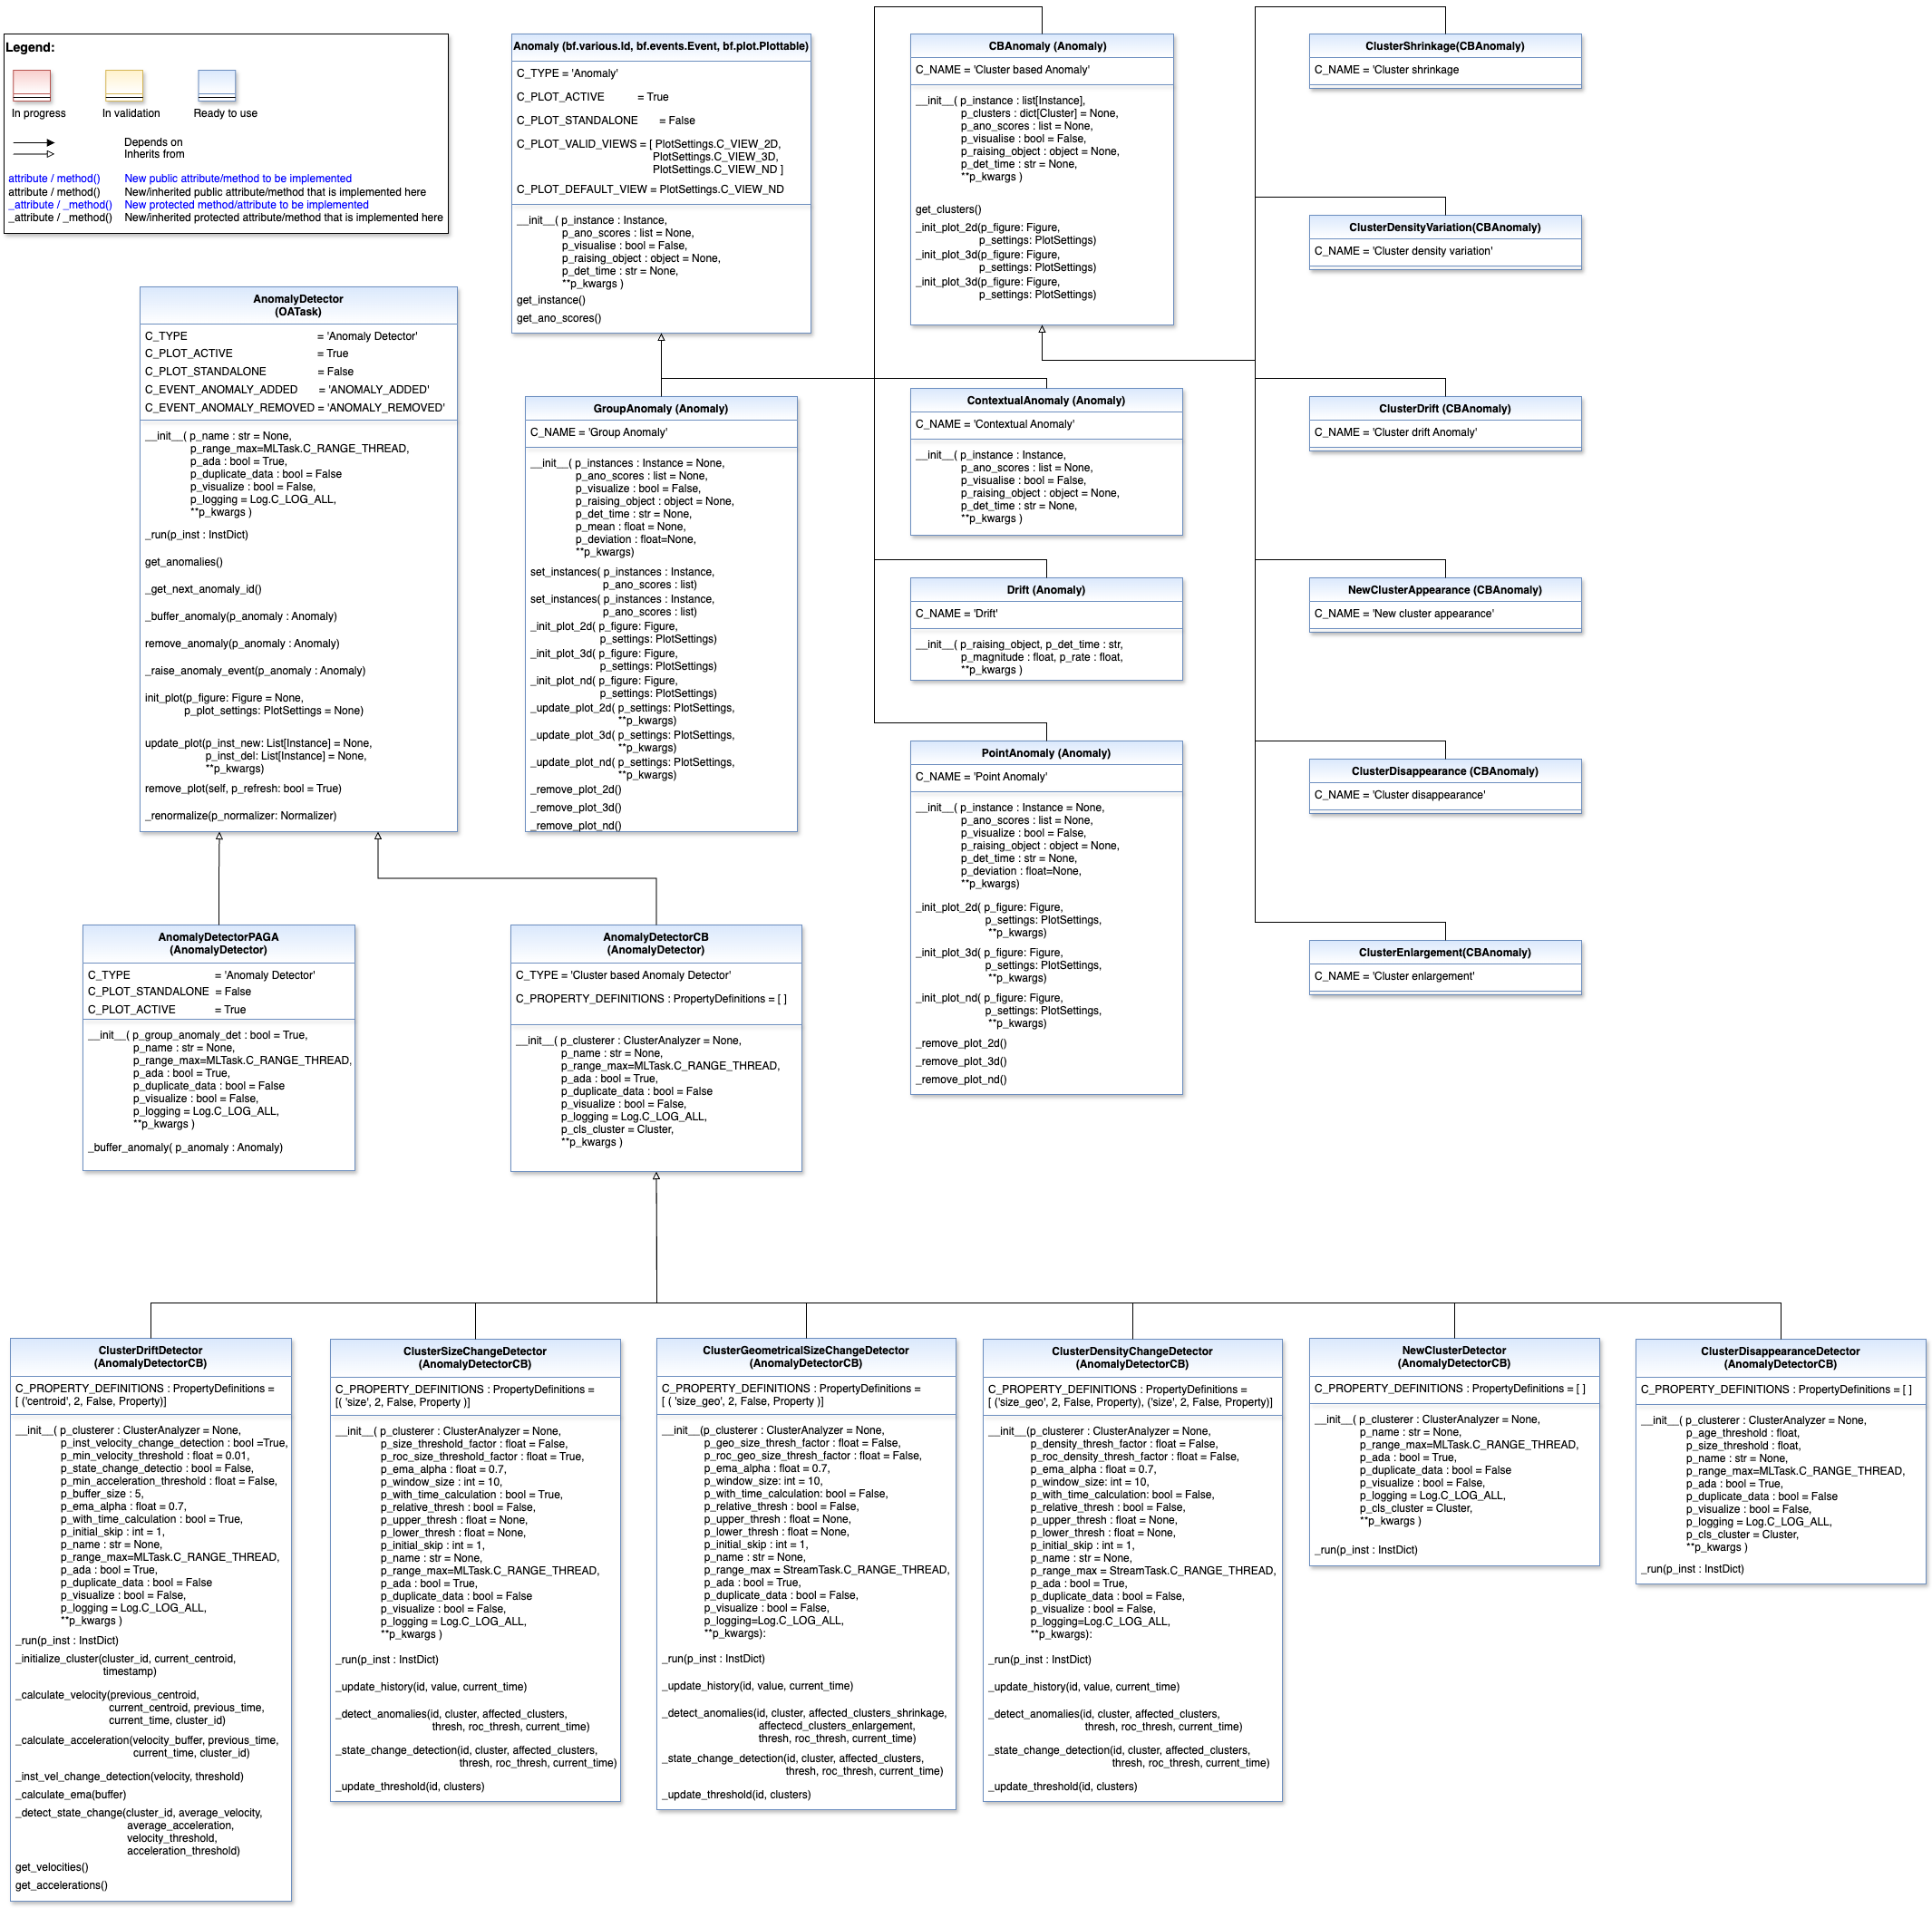 Legend:
In progress
In validation
Ready to use
Depends on
Inherits from
attribute / method() New public attribute/method to be implemented
attribute / method() New/inherited public attribute/method that is implemented here
_attribute / _method() New protected method/attribute to be implemented
_attribute / _method() New/inherited protected attribute/method that is implemented here
Anomaly (bf.various.Id, bf.events.Event, bf.plot.Plottable)
C_TYPE = 'Anomaly'
C_PLOT_ACTIVE = True
C_PLOT_STANDALONE = False
C_PLOT_VALID_VIEWS = [ PlotSettings.C_VIEW_2D,
PlotSettings.C_VIEW_3D,
PlotSettings.C_VIEW_ND ]
C_PLOT_DEFAULT_VIEW = PlotSettings.C_VIEW_ND
__init__( p_instance : Instance,
p_ano_scores : list = None,
p_visualise : bool = False,
p_raising_object : object = None,
p_det_time : str = None,
**p_kwargs )
get_instance()
get_ano_scores()
CBAnomaly (Anomaly)
C_NAME = 'Cluster based Anomaly'
__init__( p_instance : list[Instance],
p_clusters : dict[Cluster] = None,
p_ano_scores : list = None,
p_visualise : bool = False,
p_raising_object : object = None,
p_det_time : str = None,
**p_kwargs )
get_clusters()
_init_plot_2d(p_figure: Figure,
p_settings: PlotSettings)
_init_plot_3d(p_figure: Figure,
p_settings: PlotSettings)
_init_plot_3d(p_figure: Figure,
p_settings: PlotSettings)
ClusterShrinkage(CBAnomaly)
C_NAME = 'Cluster shrinkage
ClusterDensityVariation(CBAnomaly)
C_NAME = 'Cluster density variation'
AnomalyDetector
(OATask)
C_TYPE = 'Anomaly Detector'
C_PLOT_ACTIVE = True
C_PLOT_STANDALONE = False
C_EVENT_ANOMALY_ADDED = 'ANOMALY_ADDED'
C_EVENT_ANOMALY_REMOVED = 'ANOMALY_REMOVED'
__init__( p_name : str = None,
p_range_max=MLTask.C_RANGE_THREAD,
p_ada : bool = True,
p_duplicate_data : bool = False
p_visualize : bool = False,
p_logging = Log.C_LOG_ALL,
**p_kwargs )
_run(p_inst : InstDict)
get_anomalies()
_get_next_anomaly_id()
_buffer_anomaly(p_anomaly : Anomaly)
remove_anomaly(p_anomaly : Anomaly)
_raise_anomaly_event(p_anomaly : Anomaly)
init_plot(p_figure: Figure = None,
p_plot_settings: PlotSettings = None)
update_plot(p_inst_new: List[Instance] = None,
p_inst_del: List[Instance] = None,
**p_kwargs)
remove_plot(self, p_refresh: bool = True)
_renormalize(p_normalizer: Normalizer)
GroupAnomaly (Anomaly)
C_NAME = 'Group Anomaly'
__init__( p_instances : Instance = None,
p_ano_scores : list = None,
p_visualize : bool = False,
p_raising_object : object = None,
p_det_time : str = None,
p_mean : float = None,
p_deviation : float=None,
**p_kwargs)
set_instances( p_instances : Instance,
p_ano_scores : list)
set_instances( p_instances : Instance,
p_ano_scores : list)
_init_plot_2d( p_figure: Figure,
p_settings: PlotSettings)
_init_plot_3d( p_figure: Figure,
p_settings: PlotSettings)
_init_plot_nd( p_figure: Figure,
p_settings: PlotSettings)
_update_plot_2d( p_settings: PlotSettings,
**p_kwargs)
_update_plot_3d( p_settings: PlotSettings,
**p_kwargs)
_update_plot_nd( p_settings: PlotSettings,
**p_kwargs)
_remove_plot_2d()
_remove_plot_3d()
_remove_plot_nd()
ContextualAnomaly (Anomaly)
C_NAME = 'Contextual Anomaly'
__init__( p_instance : Instance,
p_ano_scores : list = None,
p_visualise : bool = False,
p_raising_object : object = None,
p_det_time : str = None,
**p_kwargs )
Drift (Anomaly)
C_NAME = 'Drift'
__init__( p_raising_object, p_det_time : str,
p_magnitude : float, p_rate : float,
**p_kwargs )
PointAnomaly (Anomaly)
C_NAME = 'Point Anomaly'
__init__( p_instance : Instance = None,
p_ano_scores : list = None,
p_visualize : bool = False,
p_raising_object : object = None,
p_det_time : str = None,
p_deviation : float=None,
**p_kwargs)
_init_plot_2d( p_figure: Figure,
p_settings: PlotSettings,
**p_kwargs)
_init_plot_3d( p_figure: Figure,
p_settings: PlotSettings,
**p_kwargs)
_init_plot_nd( p_figure: Figure,
p_settings: PlotSettings,
**p_kwargs)
_remove_plot_2d()
_remove_plot_3d()
_remove_plot_nd()
ClusterDrift (CBAnomaly)
C_NAME = 'Cluster drift Anomaly'
NewClusterAppearance (CBAnomaly)
C_NAME = 'New cluster appearance'
ClusterDisappearance (CBAnomaly)
C_NAME = 'Cluster disappearance'
ClusterEnlargement(CBAnomaly)
C_NAME = 'Cluster enlargement'
AnomalyDetectorPAGA
(AnomalyDetector)
C_TYPE = 'Anomaly Detector'
C_PLOT_STANDALONE = False
C_PLOT_ACTIVE = True
__init__( p_group_anomaly_det : bool = True,
p_name : str = None,
p_range_max=MLTask.C_RANGE_THREAD,
p_ada : bool = True,
p_duplicate_data : bool = False
p_visualize : bool = False,
p_logging = Log.C_LOG_ALL,
**p_kwargs )
_buffer_anomaly( p_anomaly : Anomaly)
AnomalyDetectorCB
(AnomalyDetector)
C_TYPE = 'Cluster based Anomaly Detector'
C_PROPERTY_DEFINITIONS : PropertyDefinitions = [ ]
__init__( p_clusterer : ClusterAnalyzer = None,
p_name : str = None,
p_range_max=MLTask.C_RANGE_THREAD,
p_ada : bool = True,
p_duplicate_data : bool = False
p_visualize : bool = False,
p_logging = Log.C_LOG_ALL,
p_cls_cluster = Cluster,
**p_kwargs )
ClusterDriftDetector
(AnomalyDetectorCB)
C_PROPERTY_DEFINITIONS : PropertyDefinitions =
[ ('centroid', 2, False, Property)]
__init__( p_clusterer : ClusterAnalyzer = None,
p_inst_velocity_change_detection : bool =True,
p_min_velocity_threshold : float = 0.01,
p_state_change_detectio : bool = False,
p_min_acceleration_threshold : float = False,
p_buffer_size : 5,
p_ema_alpha : float = 0.7,
p_with_time_calculation : bool = True,
p_initial_skip : int = 1,
p_name : str = None,
p_range_max=MLTask.C_RANGE_THREAD,
p_ada : bool = True,
p_duplicate_data : bool = False
p_visualize : bool = False,
p_logging = Log.C_LOG_ALL,
**p_kwargs )
_run(p_inst : InstDict)
_initialize_cluster(cluster_id, current_centroid,
timestamp)
_calculate_velocity(previous_centroid,
current_centroid, previous_time,
current_time, cluster_id)
_calculate_acceleration(velocity_buffer, previous_time,
current_time, cluster_id)
_inst_vel_change_detection(velocity, threshold)
_calculate_ema(buffer)
_detect_state_change(cluster_id, average_velocity,
average_acceleration,
velocity_threshold,
acceleration_threshold)
get_velocities()
get_accelerations()
ClusterSizeChangeDetector
(AnomalyDetectorCB)
C_PROPERTY_DEFINITIONS : PropertyDefinitions =
[( 'size', 2, False, Property )]
__init__( p_clusterer : ClusterAnalyzer = None,
p_size_threshold_factor : float = False,
p_roc_size_threshold_factor : float = True,
p_ema_alpha : float = 0.7,
p_window_size : int = 10,
p_with_time_calculation : bool = True,
p_relative_thresh : bool = False,
p_upper_thresh : float = None,
p_lower_thresh : float = None,
p_initial_skip : int = 1,
p_name : str = None,
p_range_max=MLTask.C_RANGE_THREAD,
p_ada : bool = True,
p_duplicate_data : bool = False
p_visualize : bool = False,
p_logging = Log.C_LOG_ALL,
**p_kwargs )
_run(p_inst : InstDict)
_update_history(id, value, current_time)
_detect_anomalies(id, cluster, affected_clusters,
thresh, roc_thresh, current_time)
_state_change_detection(id, cluster, affected_clusters,
thresh, roc_thresh, current_time)
_update_threshold(id, clusters)
ClusterGeometricalSizeChangeDetector
(AnomalyDetectorCB)
C_PROPERTY_DEFINITIONS : PropertyDefinitions =
[ ( 'size_geo', 2, False, Property )]
__init__(p_clusterer : ClusterAnalyzer = None,
p_geo_size_thresh_factor : float = False,
p_roc_geo_size_thresh_factor : float = False,
p_ema_alpha : float = 0.7,
p_window_size: int = 10,
p_with_time_calculation: bool = False,
p_relative_thresh : bool = False,
p_upper_thresh : float = None,
p_lower_thresh : float = None,
p_initial_skip : int = 1,
p_name : str = None,
p_range_max = StreamTask.C_RANGE_THREAD,
p_ada : bool = True,
p_duplicate_data : bool = False,
p_visualize : bool = False,
p_logging=Log.C_LOG_ALL,
**p_kwargs):
_run(p_inst : InstDict)
_update_history(id, value, current_time)
_detect_anomalies(id, cluster, affected_clusters_shrinkage,
affectecd_clusters_enlargement,
thresh, roc_thresh, current_time)
_state_change_detection(id, cluster, affected_clusters,
thresh, roc_thresh, current_time)
_update_threshold(id, clusters)
ClusterDensityChangeDetector
(AnomalyDetectorCB)
C_PROPERTY_DEFINITIONS : PropertyDefinitions =
[ ('size_geo', 2, False, Property), ('size', 2, False, Property)]
__init__(p_clusterer : ClusterAnalyzer = None,
p_density_thresh_factor : float = False,
p_roc_density_thresh_factor : float = False,
p_ema_alpha : float = 0.7,
p_window_size: int = 10,
p_with_time_calculation: bool = False,
p_relative_thresh : bool = False,
p_upper_thresh : float = None,
p_lower_thresh : float = None,
p_initial_skip : int = 1,
p_name : str = None,
p_range_max = StreamTask.C_RANGE_THREAD,
p_ada : bool = True,
p_duplicate_data : bool = False,
p_visualize : bool = False,
p_logging=Log.C_LOG_ALL,
**p_kwargs):
_run(p_inst : InstDict)
_update_history(id, value, current_time)
_detect_anomalies(id, cluster, affected_clusters,
thresh, roc_thresh, current_time)
_state_change_detection(id, cluster, affected_clusters,
thresh, roc_thresh, current_time)
_update_threshold(id, clusters)
NewClusterDetector
(AnomalyDetectorCB)
C_PROPERTY_DEFINITIONS : PropertyDefinitions = [ ]
__init__( p_clusterer : ClusterAnalyzer = None,
p_name : str = None,
p_range_max=MLTask.C_RANGE_THREAD,
p_ada : bool = True,
p_duplicate_data : bool = False
p_visualize : bool = False,
p_logging = Log.C_LOG_ALL,
p_cls_cluster = Cluster,
**p_kwargs )
_run(p_inst : InstDict)
ClusterDisappearanceDetector
(AnomalyDetectorCB)
C_PROPERTY_DEFINITIONS : PropertyDefinitions = [ ]
__init__( p_clusterer : ClusterAnalyzer = None,
p_age_threshold : float,
p_size_threshold : float,
p_name : str = None,
p_range_max=MLTask.C_RANGE_THREAD,
p_ada : bool = True,
p_duplicate_data : bool = False
p_visualize : bool = False,
p_logging = Log.C_LOG_ALL,
p_cls_cluster = Cluster,
**p_kwargs )
_run(p_inst : InstDict)